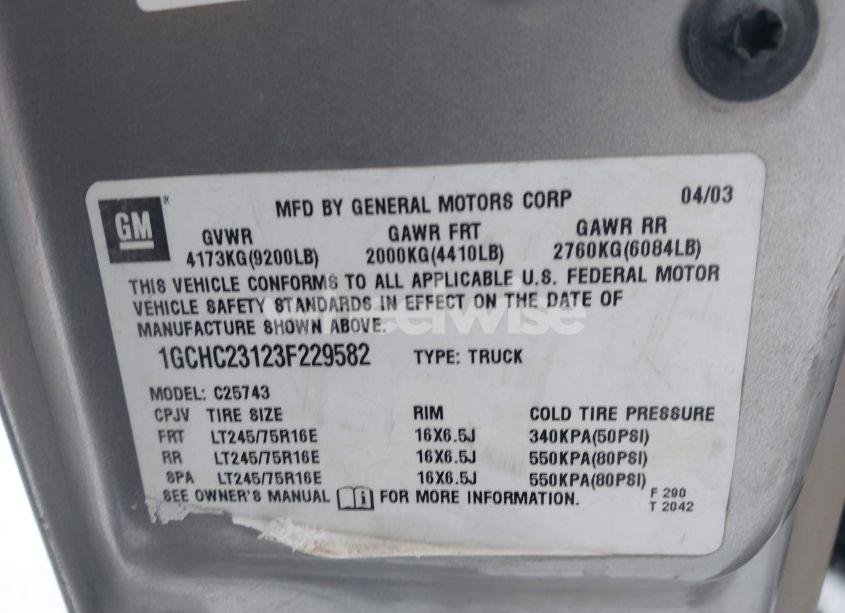 GM ®
MFD BY GENERAL MOTORS CORP 04/03
GVWR GAWR FRT GAWR RR
4173KG(9200LB) 2000KG(4410LB) 2760KG(6084LB)
THIS VEHICLE CONFORMS TO ALL APPLICABLE U.S. FEDERAL MOTOR
VEHICLE SAFETY STANDARDS IN EFFECT ON THE DATE OF
MANUFACTURE SHOWN ABOVE.
1GCHC23123F229582 TYPE: TRUCK
MODEL: C25743
CPJV TIRE SIZE RIM COLD TIRE PRESSURE
FRT LT245/75R16E 16X6.5J 340KPA(50PSI)
RR LT245/75R16E 16X6.5J 550KPA(80PSI)
SPA LT245/75R16E 16X6.5J 550KPA(80PSI)
SEE OWNER'S MANUAL FOR MORE INFORMATION.
F 290
T 2042